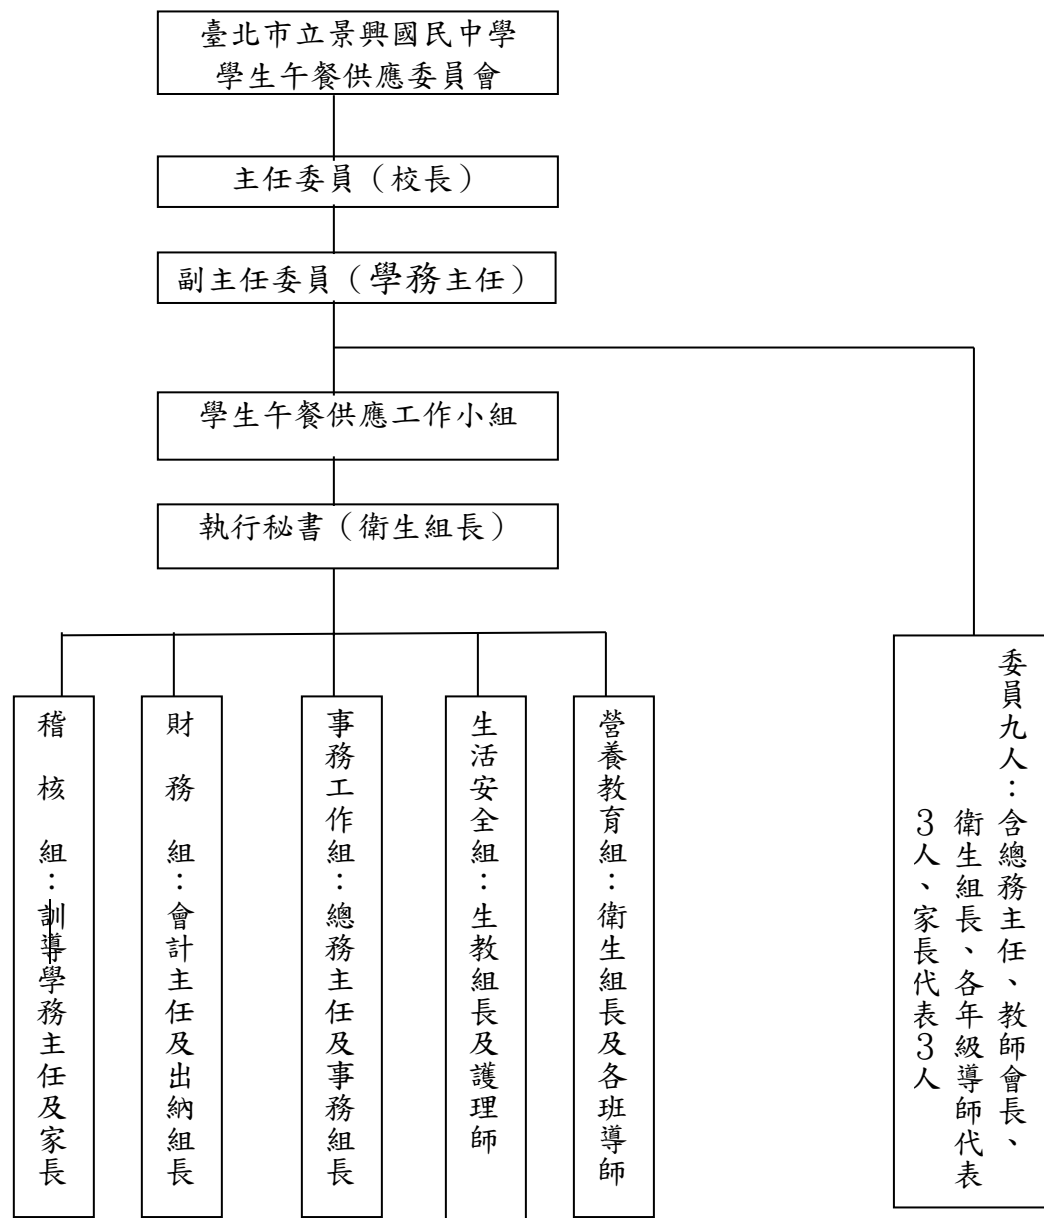 臺北市立景興國民中學
學生午餐供應委員會
主任委員（校長）
副主任委員（學務主任）
學生午餐供應工作小組
執行秘書（衛生組長）
稽核組：訓導學務主任及家長
財務組：會計主任及出納組長
事務工作組：總務主任及事務組長
生活安全組：生教組長及護理師
營養教育組：衛生組長及各班導師
委員九人：含總務主任、教師會長、
衛生組長、各年級導師代表
3人、家長代表3人